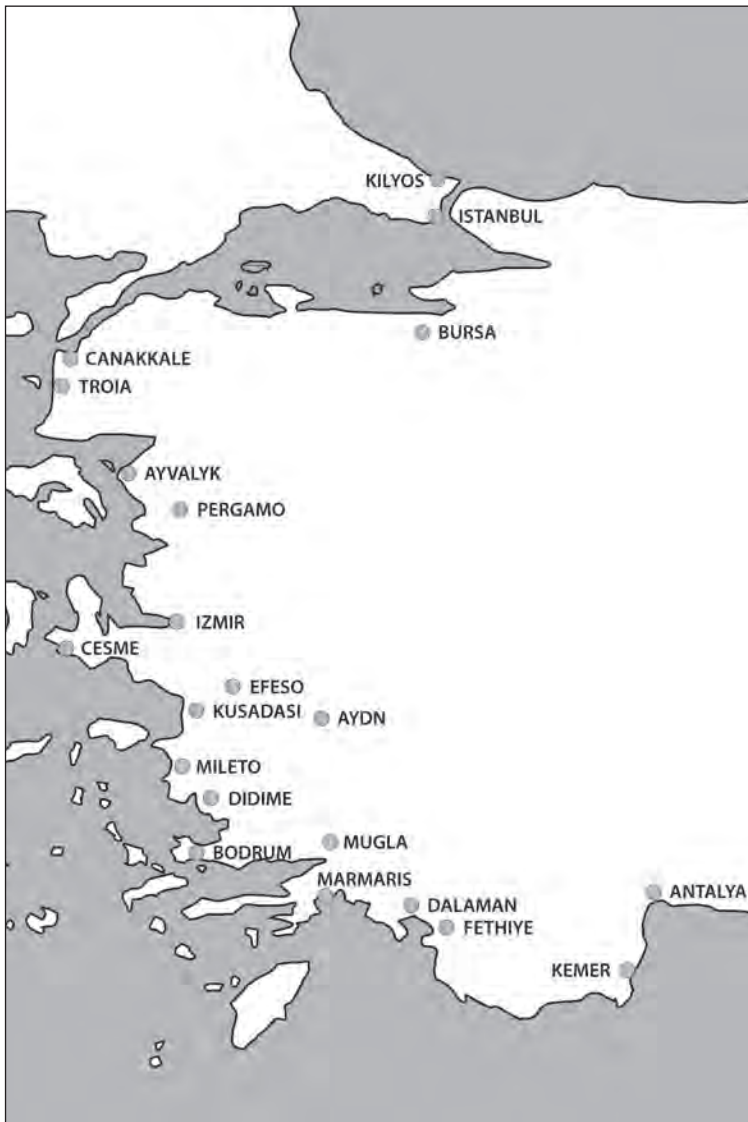 KILYOS
ISTANBUL
BURSA
CANAKKALE
TROIA
AYVALYK
PERGAMO
IZMIR
CESME
EFESO
KUSADASI
AYDN
MILETO
DIDIME
MUGLA
BODRUM
MARMARIS
ANTALYA
DALAMAN
FETHIYE
KEMER